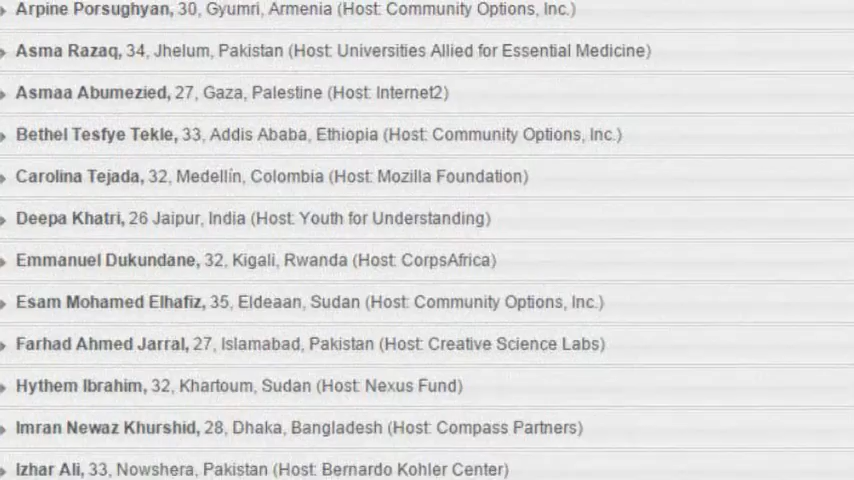 Arpine Porsughyan, 30, Gyumri, Armenia (Host: Community Options, Inc.)
Asma Razaq, 34, Jhelum, Pakistan (Host: Universities Allied for Essential Medicine)
Asmaa Abumezied, 27, Gaza, Palestine (Host: Internet2)
Bethel Tesfye Tekle, 33, Addis Ababa, Ethiopia (Host: Community Options, Inc.)
Carolina Tejada, 32, Medellín, Colombia (Host: Mozilla Foundation)
Deepa Khatri, 26 Jaipur, India (Host: Youth for Understanding)
Emmanuel Dukundane, 32, Kigali, Rwanda (Host: CorpsAfrica)
Esam Mohamed Elhafiz, 35, Eldeaan, Sudan (Host: Community Options, Inc.)
Farhad Ahmed Jarral, 27, Islamabad, Pakistan (Host: Creative Science Labs)
Hythem Ibrahim, 32, Khartoum, Sudan (Host: Nexus Fund)
Imran Newaz Khurshid, 28, Dhaka, Bangladesh (Host: Compass Partners)
Izhar Ali, 33, Nowshera, Pakistan (Host: Bernardo Kohler Center)